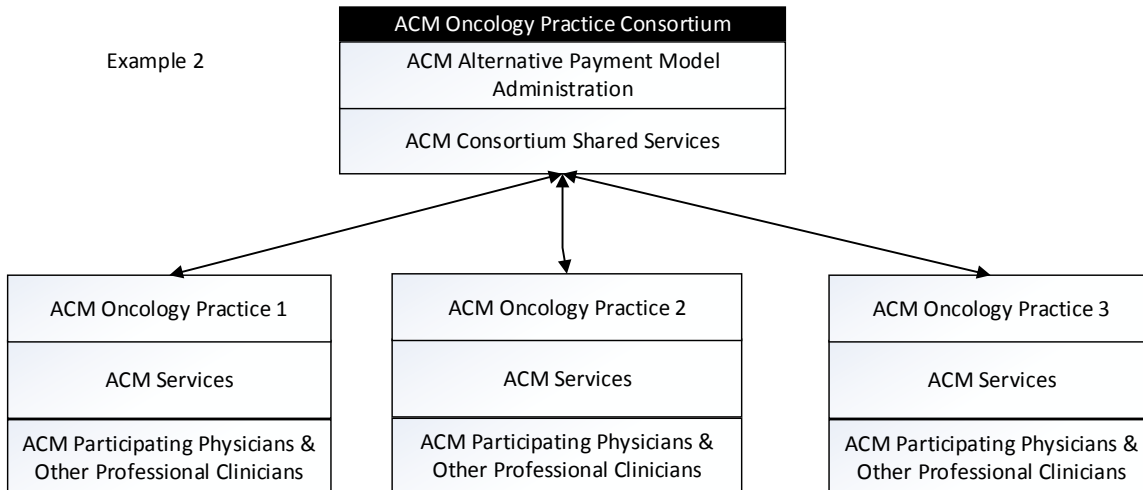 ACM Oncology Practice Consortium
Example 2
ACM Alternative Payment Model
Administration
ACM Consortium Shared Services
ACM Oncology Practice 1
ACM Services
ACM Participating Physicians &
Other Professional Clinicians
ACM Oncology Practice 2
ACM Services
ACM Participating Physicians &
Other Professional Clinicians
ACM Oncology Practice 3
ACM Services
ACM Participating Physicians &
Other Professional Clinicians